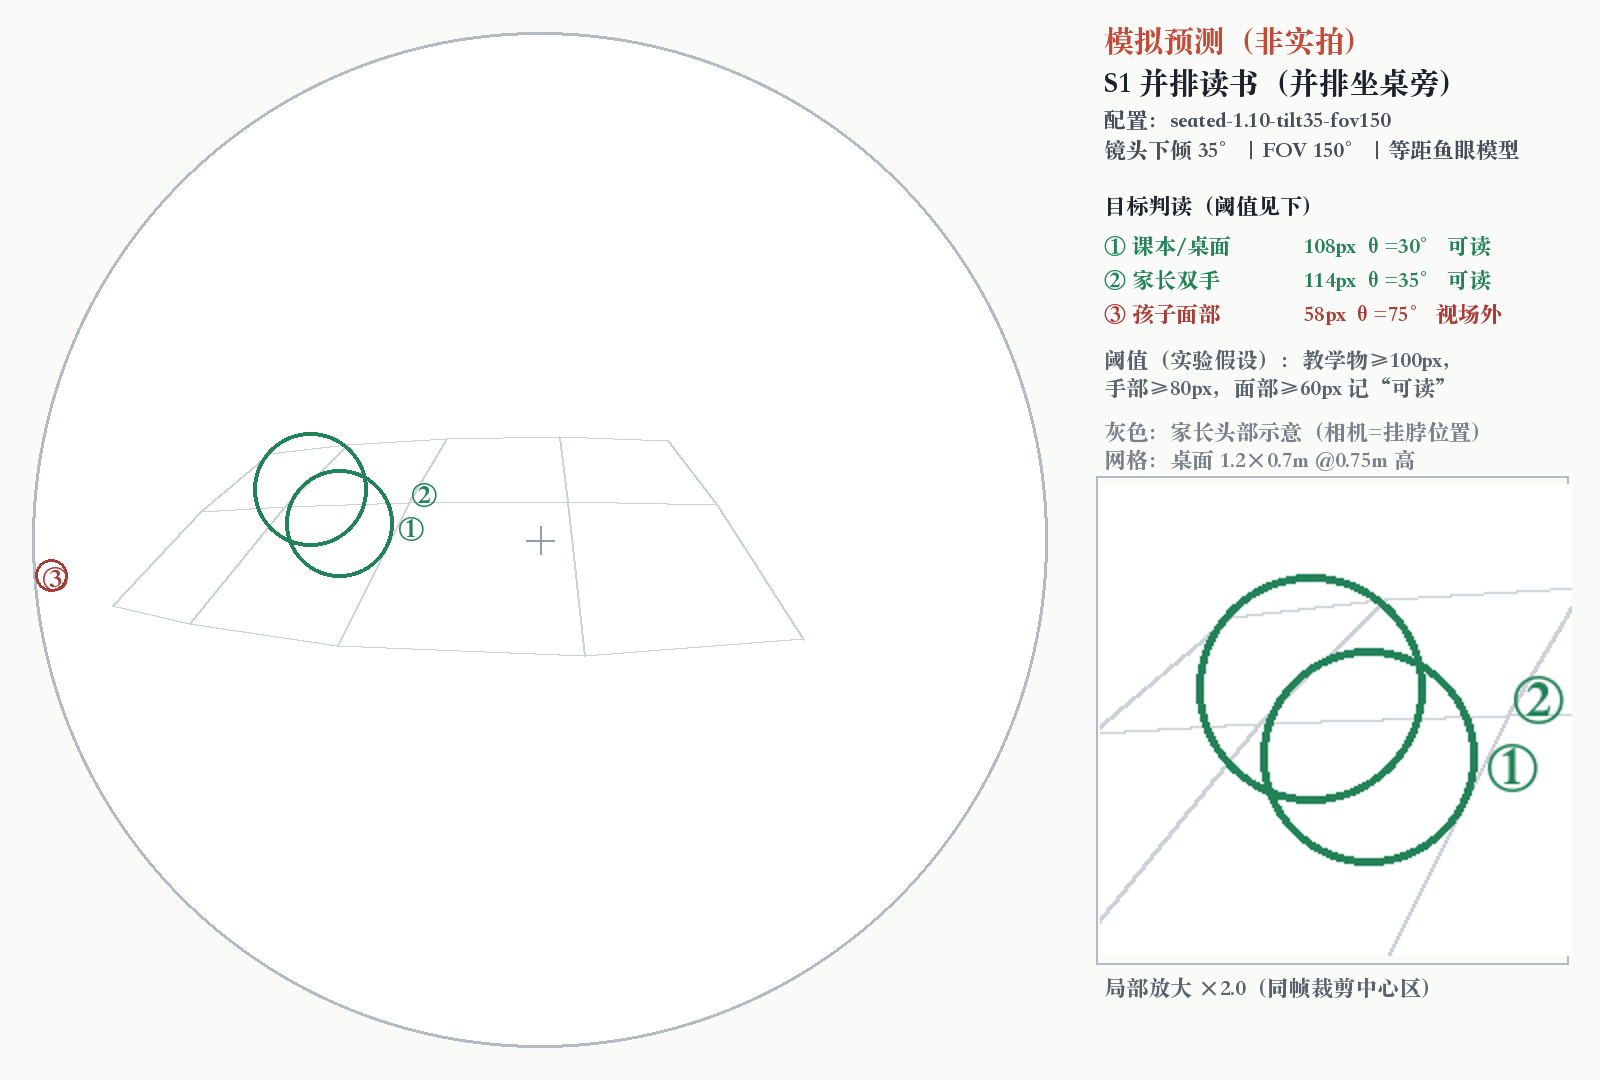 模拟预测（非实拍）
S1 并排读书（并排坐桌旁）
配置：seated-1.10-tilt35-fov150
镜头下倾 35° ｜FOV 150° ｜等距鱼眼模型
目标判读（阈值见下）
① 课本/桌面 108px θ=30° 可读
② 家长双手 114px θ=35° 可读
③ 孩子面部 58px θ=75° 视场外
阈值（实验假设）：教学物≥100px，
手部≥80px，面部≥60px 记“可读”
灰色：家长头部示意（相机=挂脖位置）
网格：桌面 1.2×0.7m @0.75m 高
②
①
③
②
①
局部放大 ×2.0（同帧裁剪中心区）